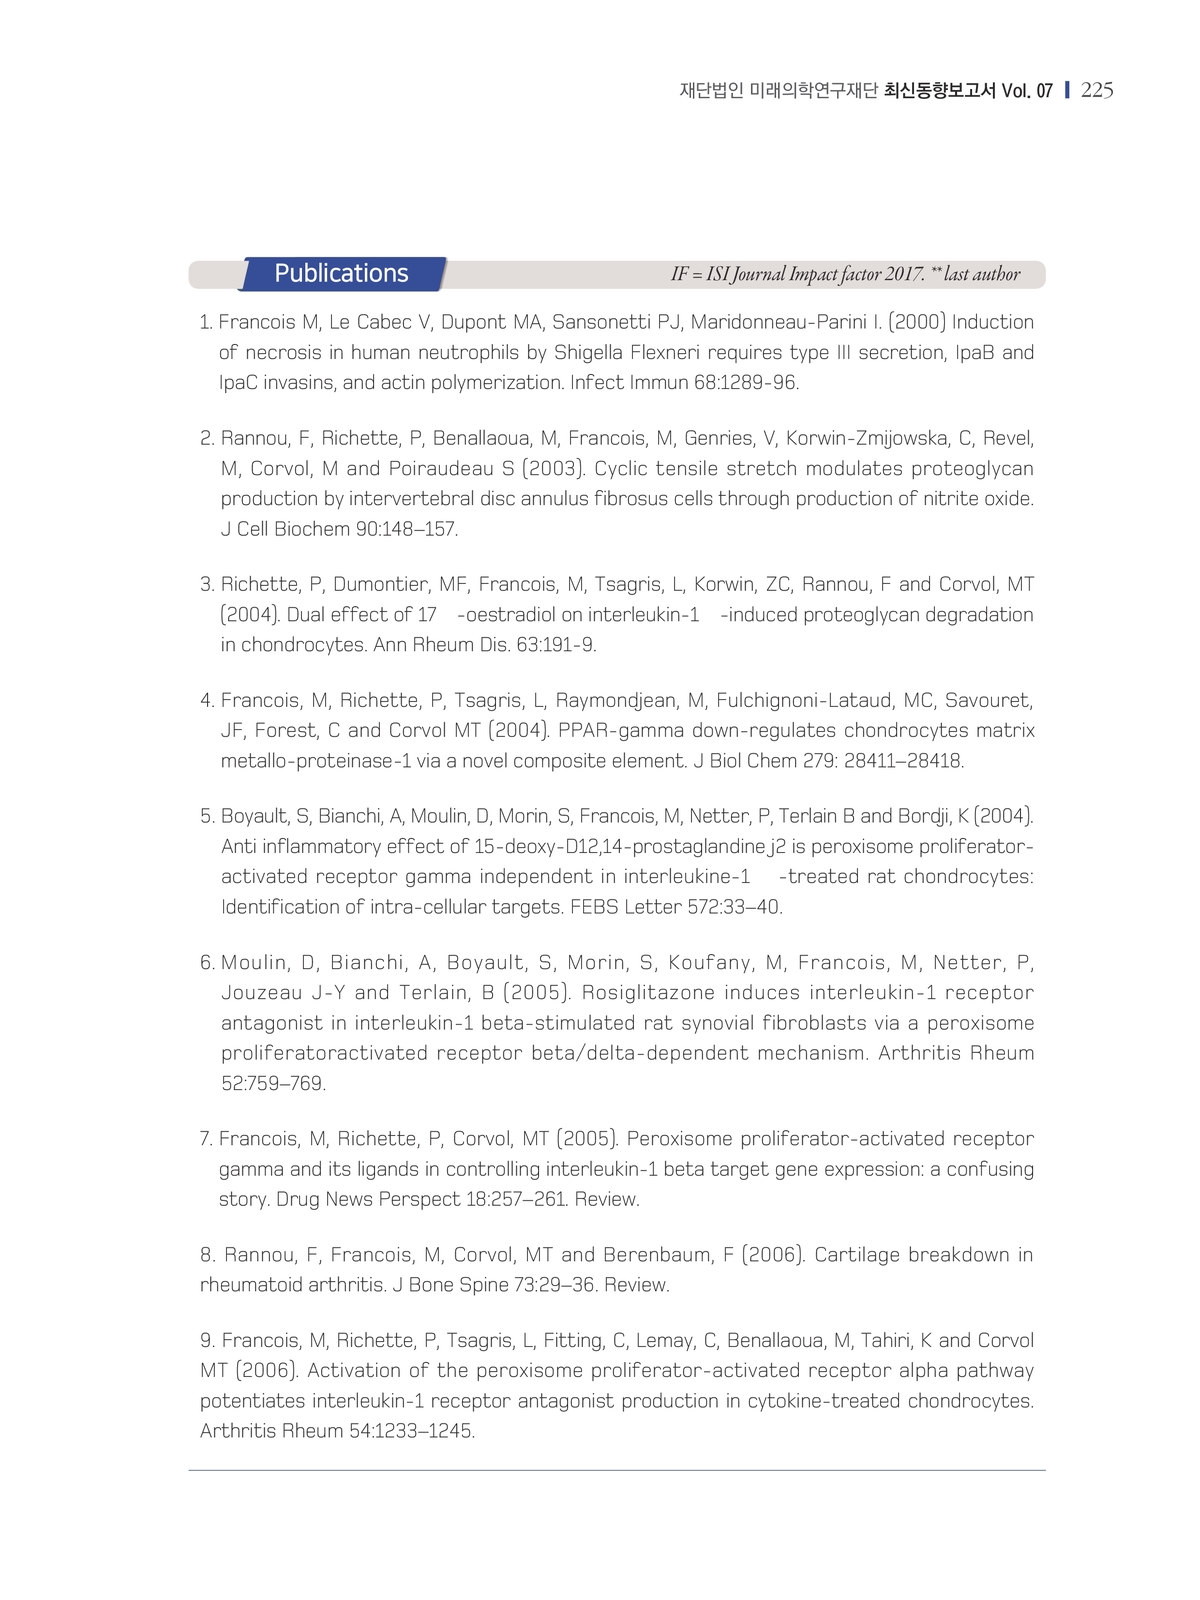 재단법인 미래의학연구재단 최신동향보고서 Vol. 07 225
Publications
IF = ISI Journal Impact factor 2017. **last author
1. Francois M, Le Cabec V, Dupont MA, Sansonetti PJ, Maridonneau-Parini I. (2000) Induction
of necrosis in human neutrophils by Shigella Flexneri requires type III secretion, IpaB and
IpaC invasins, and actin polymerization. Infect Immun 68:1289-96.
2. Rannou, F, Richette, P, Benallaoua, M, Francois, M, Genries, V, Korwin-Zmijowska, C, Revel,
M, Corvol, M and Poiraudeau S (2003). Cyclic tensile stretch modulates proteoglycan
production by intervertebral disc annulus fibrosus cells through production of nitrite oxide.
J Cell Biochem 90:148–157.
3. Richette, P, Dumontier, MF, Francois, M, Tsagris, L, Korwin, ZC, Rannou, F and Corvol, MT
(2004). Dual effect of 17 -oestradiol on interleukin-1 -induced proteoglycan degradation
in chondrocytes. Ann Rheum Dis. 63:191-9.
4. Francois, M, Richette, P, Tsagris, L, Raymondjean, M, Fulchignoni-Lataud, MC, Savouret,
JF, Forest, C and Corvol MT (2004). PPAR-gamma down-regulates chondrocytes matrix
metallo-proteinase-1 via a novel composite element. J Biol Chem 279: 28411–28418.
5. Boyault, S, Bianchi, A, Moulin, D, Morin, S, Francois, M, Netter, P, Terlain B and Bordji, K (2004).
Anti inflammatory effect of 15-deoxy-D12,14-prostaglandine j2 is peroxisome proliferator-
activated receptor gamma independent in interleukine-1 -treated rat chondrocytes:
Identification of intra-cellular targets. FEBS Letter 572:33–40.
6. Moulin, D, Bianchi, A, Boyault, S, Morin, S, Koufany, M, Francois, M, Netter, P,
Jouzeau J-Y and Terlain, B (2005). Rosiglitazone induces interleukin-1 receptor
antagonist in interleukin-1 beta-stimulated rat synovial fibroblasts via a peroxisome
proliferatoractivated receptor beta/delta-dependent mechanism. Arthritis Rheum
52:759–769.
7. Francois, M, Richette, P, Corvol, MT (2005). Peroxisome proliferator-activated receptor
gamma and its ligands in controlling interleukin-1 beta target gene expression: a confusing
story. Drug News Perspect 18:257–261. Review.
8. Rannou, F, Francois, M, Corvol, MT and Berenbaum, F (2006). Cartilage breakdown in
rheumatoid arthritis. J Bone Spine 73:29–36. Review.
9. Francois, M, Richette, P, Tsagris, L, Fitting, C, Lemay, C, Benallaoua, M, Tahiri, K and Corvol
MT (2006). Activation of the peroxisome proliferator-activated receptor alpha pathway
potentiates interleukin-1 receptor antagonist production in cytokine-treated chondrocytes.
Arthritis Rheum 54:1233–1245.